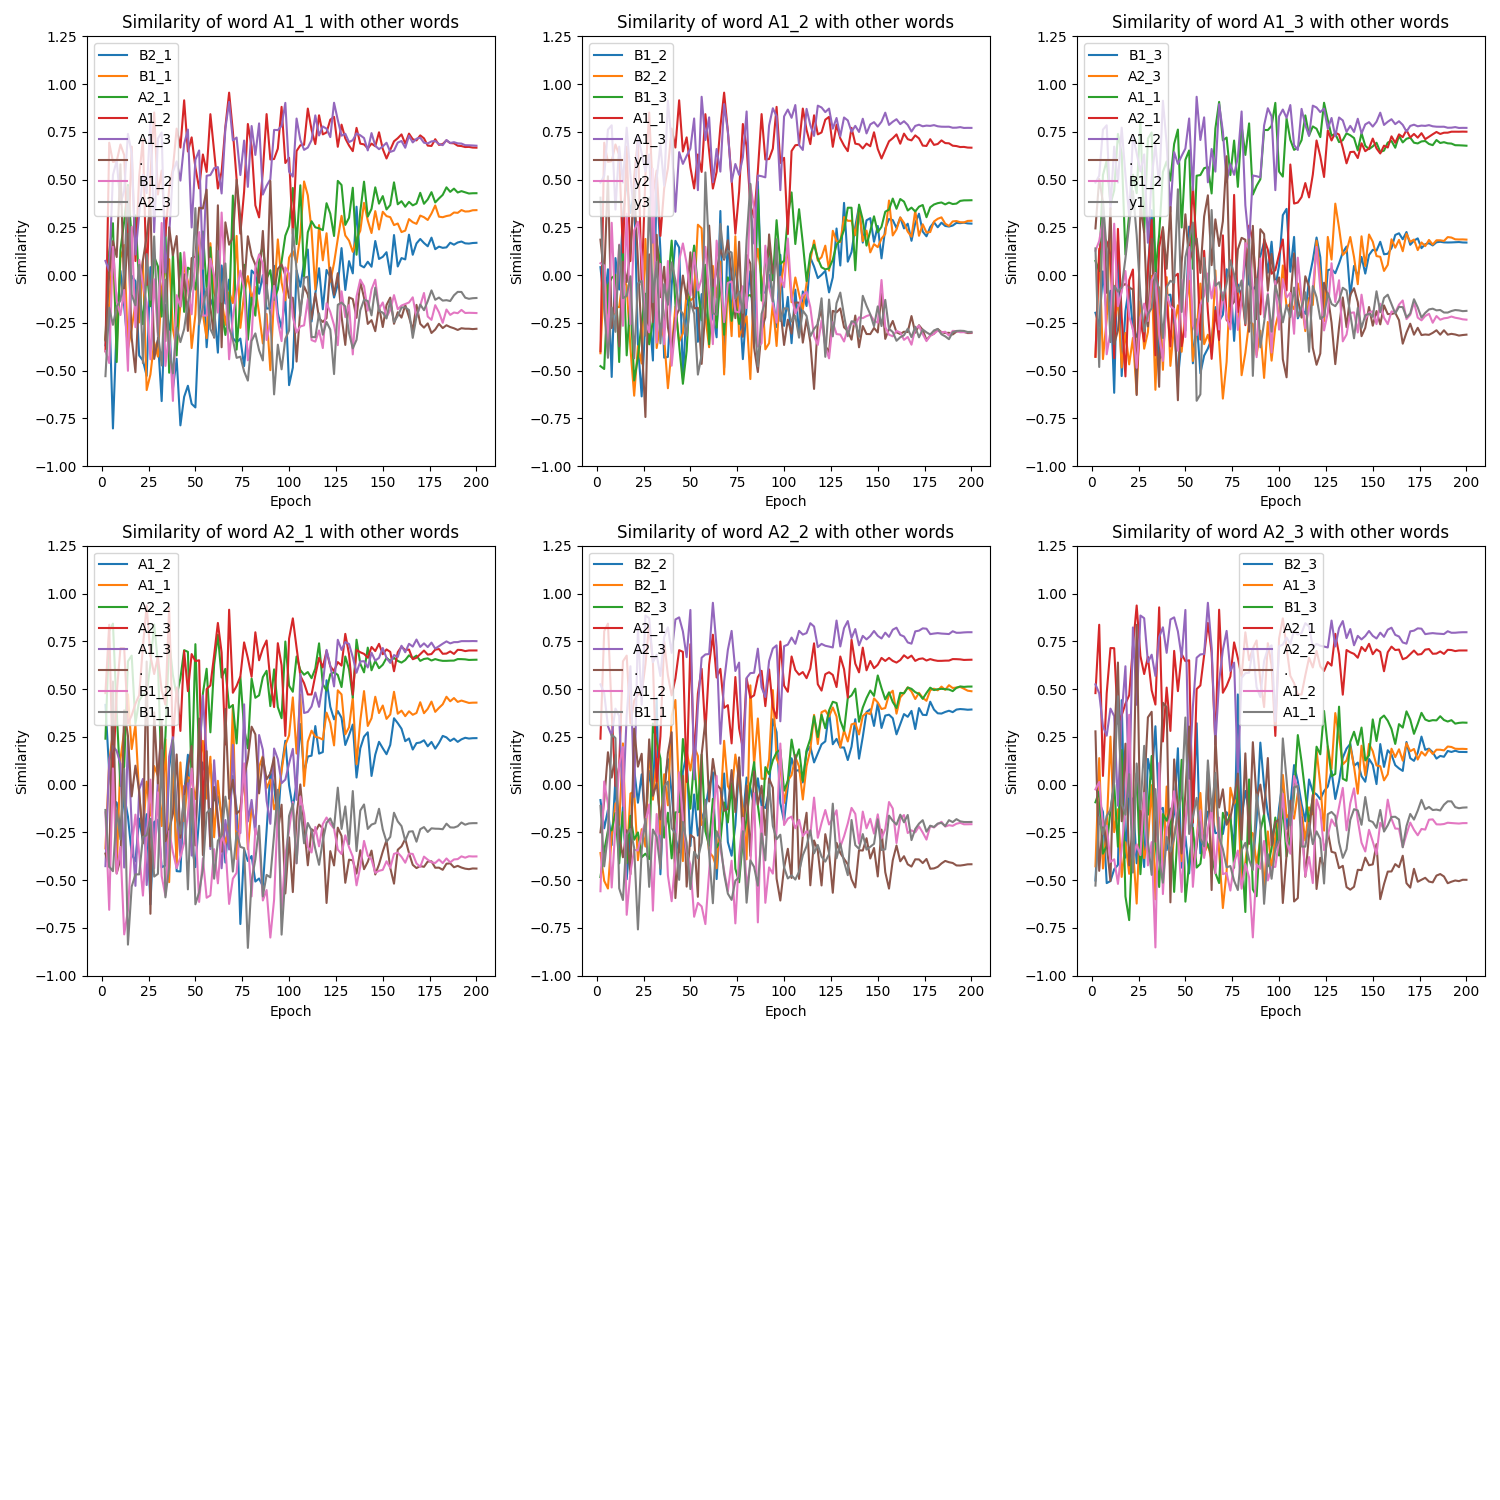 Similarity of word A1_1 with other words
1.25
1.00
0.75
0.50
0.25
0.00
−0.25
−0.50
−0.75
−1.00
Similarity
B2_1
B1_1
A2_1
A1_2
A1_3
.
B1_2
A2_3
0 25 50 75 100 125 150 175 200
Epoch
Similarity of word A1_2 with other words
1.25
1.00
0.75
0.50
0.25
0.00
−0.25
−0.50
−0.75
−1.00
Similarity
B1_2
B2_2
B1_3
A1_1
A1_3
y1
y2
y3
0 25 50 75 100 125 150 175 200
Epoch
Similarity of word A1_3 with other words
1.25
1.00
0.75
0.50
0.25
0.00
−0.25
−0.50
−0.75
−1.00
Similarity
B1_3
A2_3
A1_1
A2_1
A1_2
.
B1_2
y1
0 25 50 75 100 125 150 175 200
Epoch
Similarity of word A2_1 with other words
1.25
1.00
0.75
0.50
0.25
0.00
−0.25
−0.50
−0.75
−1.00
Similarity
A1_2
A1_1
A2_2
A2_3
A1_3
.
B1_2
B1_1
0 25 50 75 100 125 150 175 200
Epoch
Similarity of word A2_2 with other words
1.25
1.00
0.75
0.50
0.25
0.00
−0.25
−0.50
−0.75
−1.00
Similarity
B2_2
B2_1
B2_3
A2_1
A2_3
.
A1_2
B1_1
0 25 50 75 100 125 150 175 200
Epoch
Similarity of word A2_3 with other words
1.25
1.00
0.75
0.50
0.25
0.00
−0.25
−0.50
−0.75
−1.00
Similarity
B2_3
A1_3
B1_3
A2_1
A2_2
.
A1_2
A1_1
0 25 50 75 100 125 150 175 200
Epoch